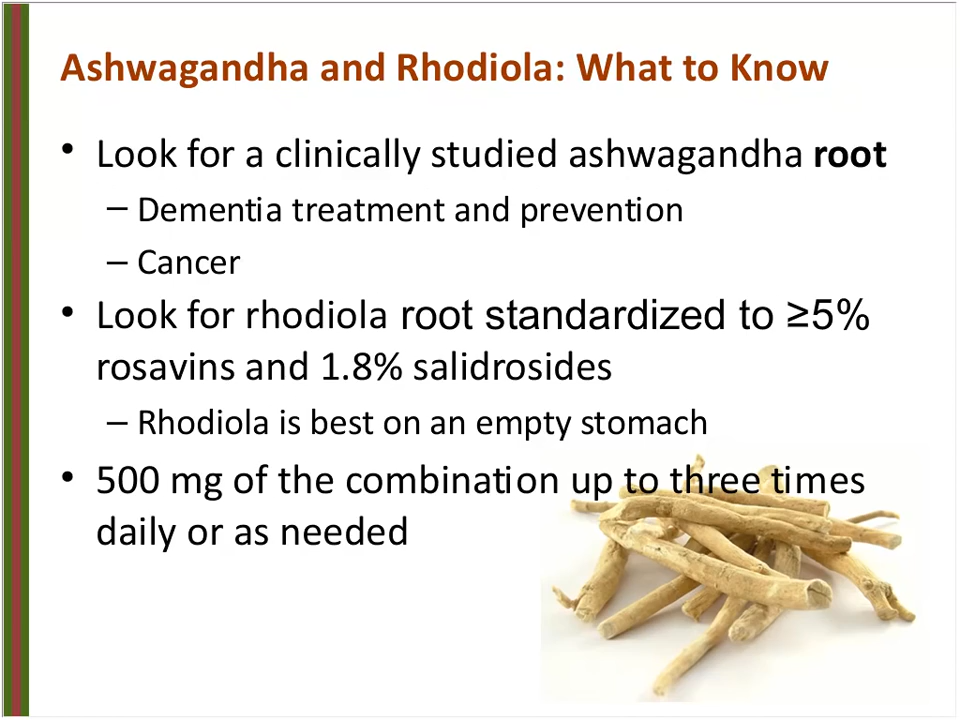 Ashwagandha and Rhodiola: What to Know
• Look for a clinically studied ashwagandha root
– Dementia treatment and prevention
– Cancer
• Look for rhodiola root standardized to ≥5%
rosavins and 1.8% salidrosides
– Rhodiola is best on an empty stomach
• 500 mg of the combination up to three times
daily or as needed